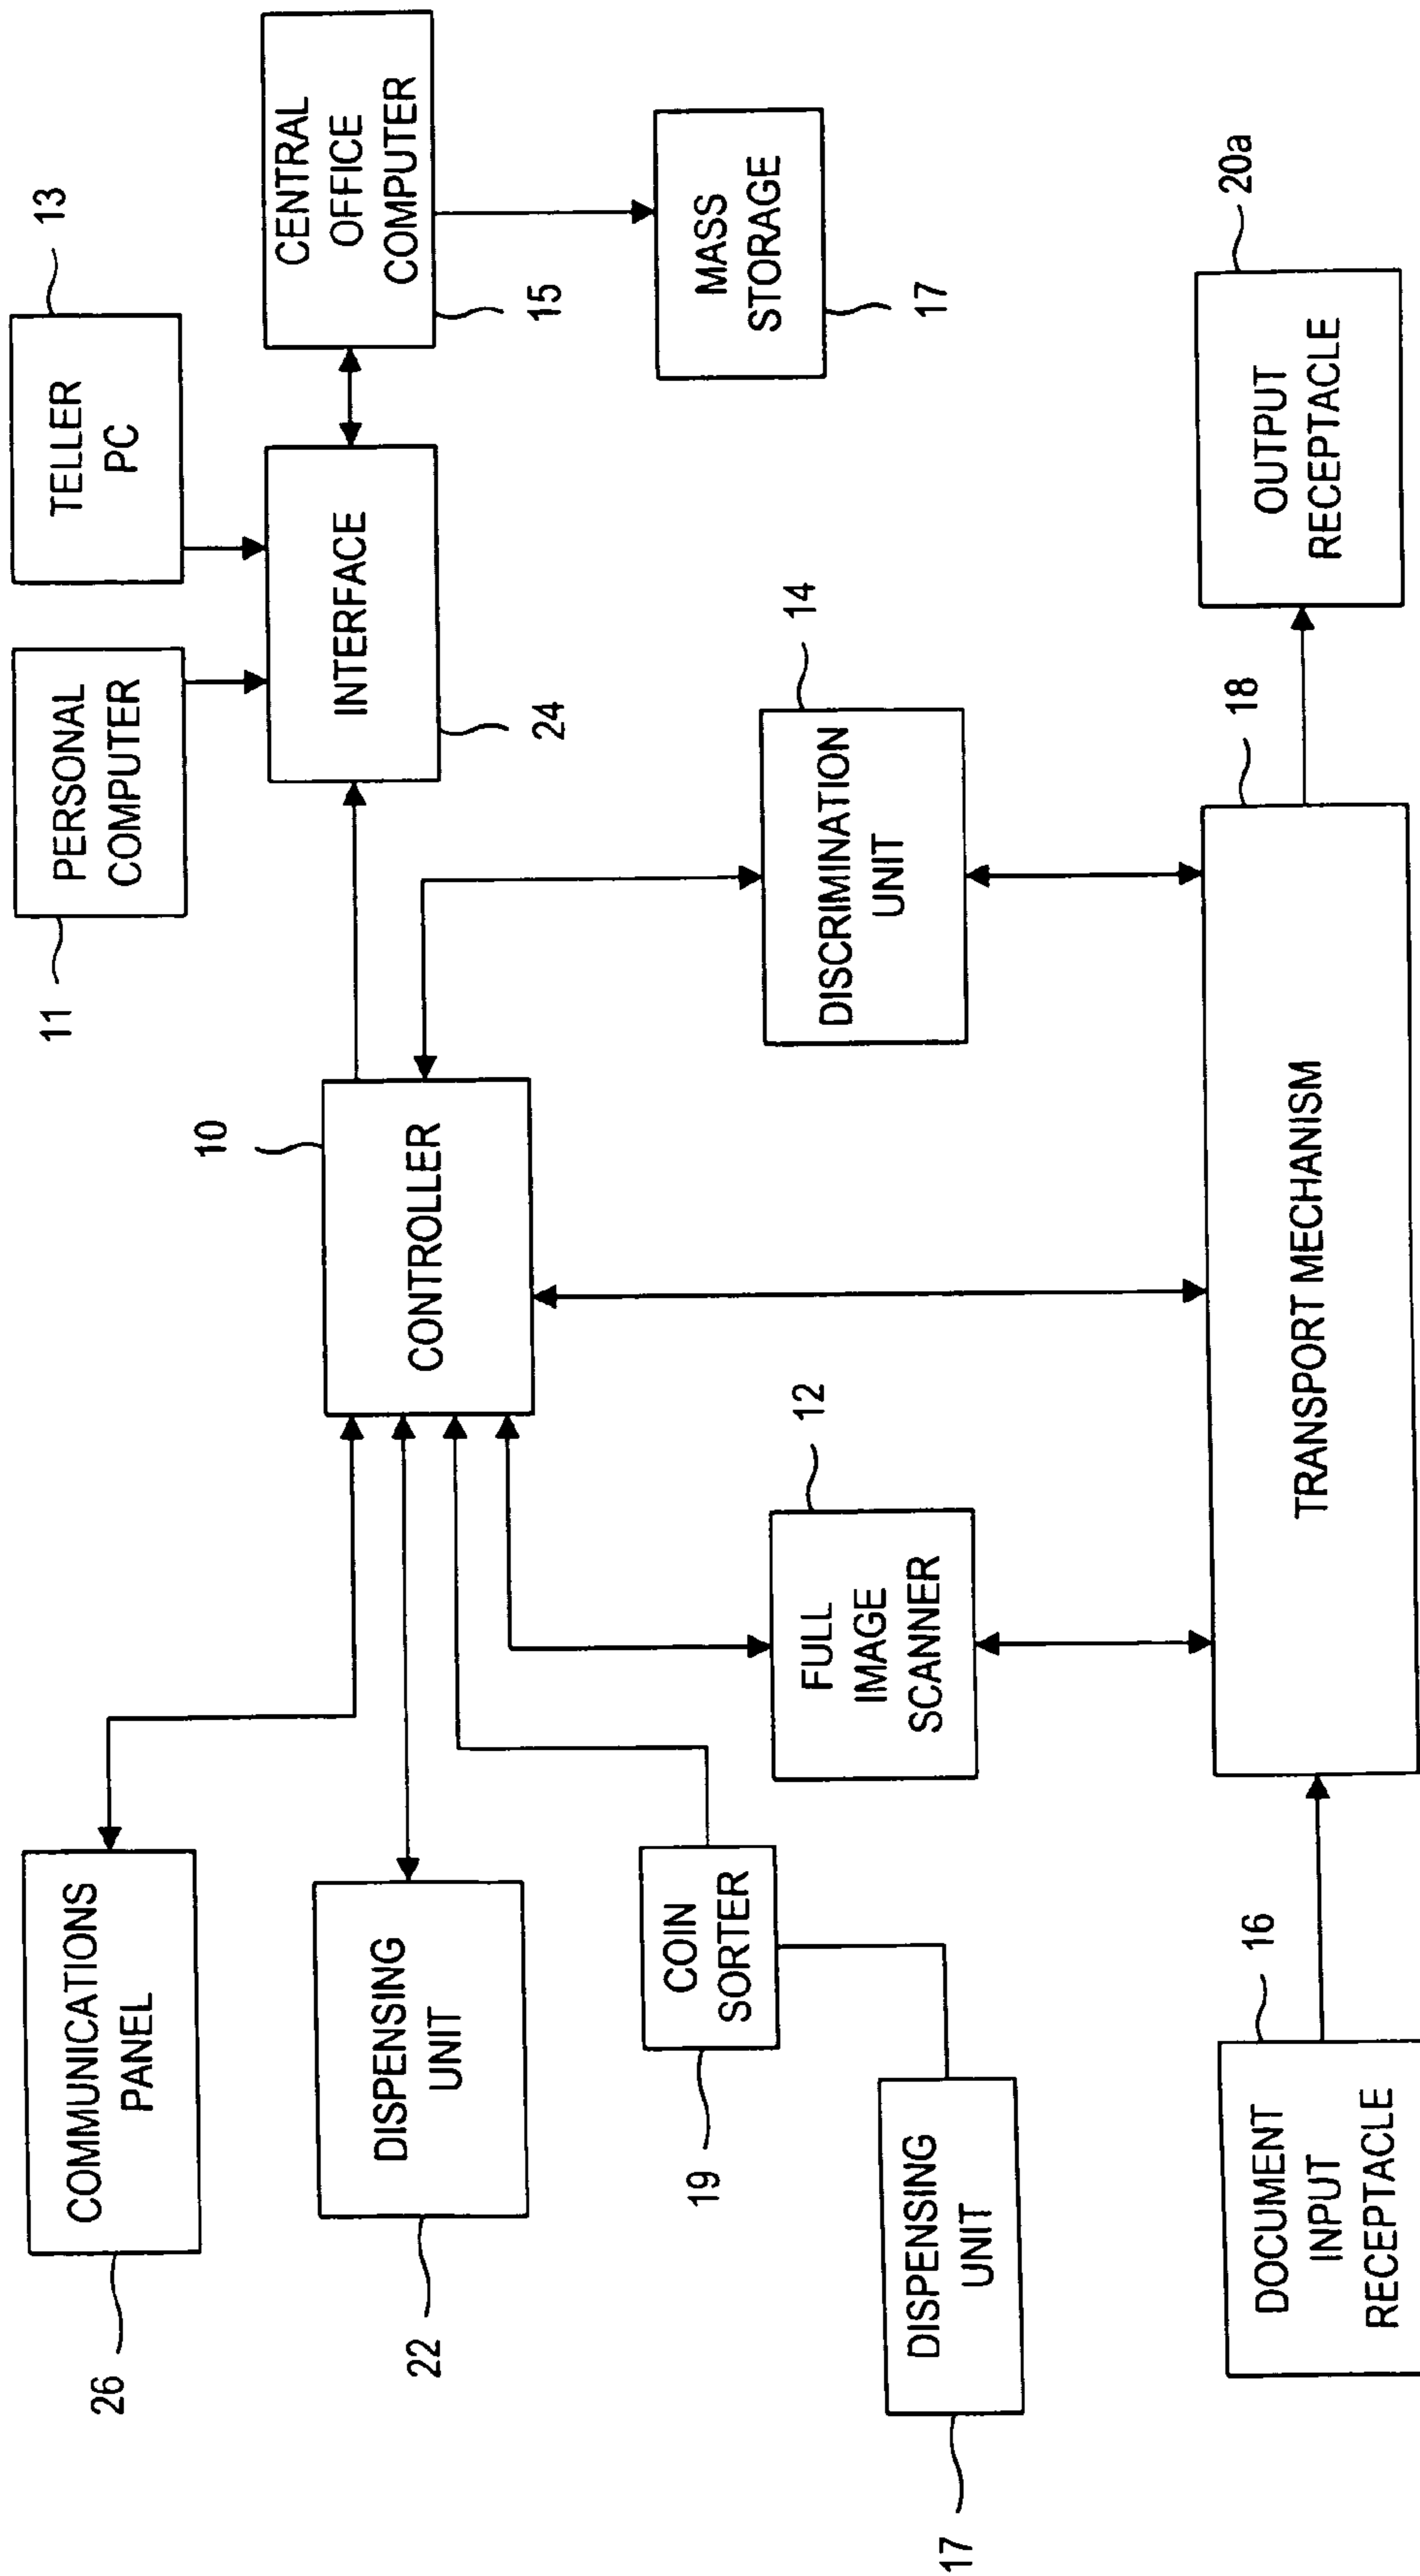 13
TELLER
PC
11
PERSONAL
COMPUTER
CENTRAL
OFFICE
COMPUTER
15
INTERFACE
24
MASS
STORAGE
17
10
CONTROLLER
26
COMMUNICATIONS
PANEL
22
DISPENSING
UNIT
19
COIN
SORTER
17
DISPENSING
UNIT
12
FULL
IMAGE
SCANNER
14
DISCRIMINATION
UNIT
16
DOCUMENT
INPUT
RECEPTACLE
18
TRANSPORT MECHANISM
20a
OUTPUT
RECEPTACLE